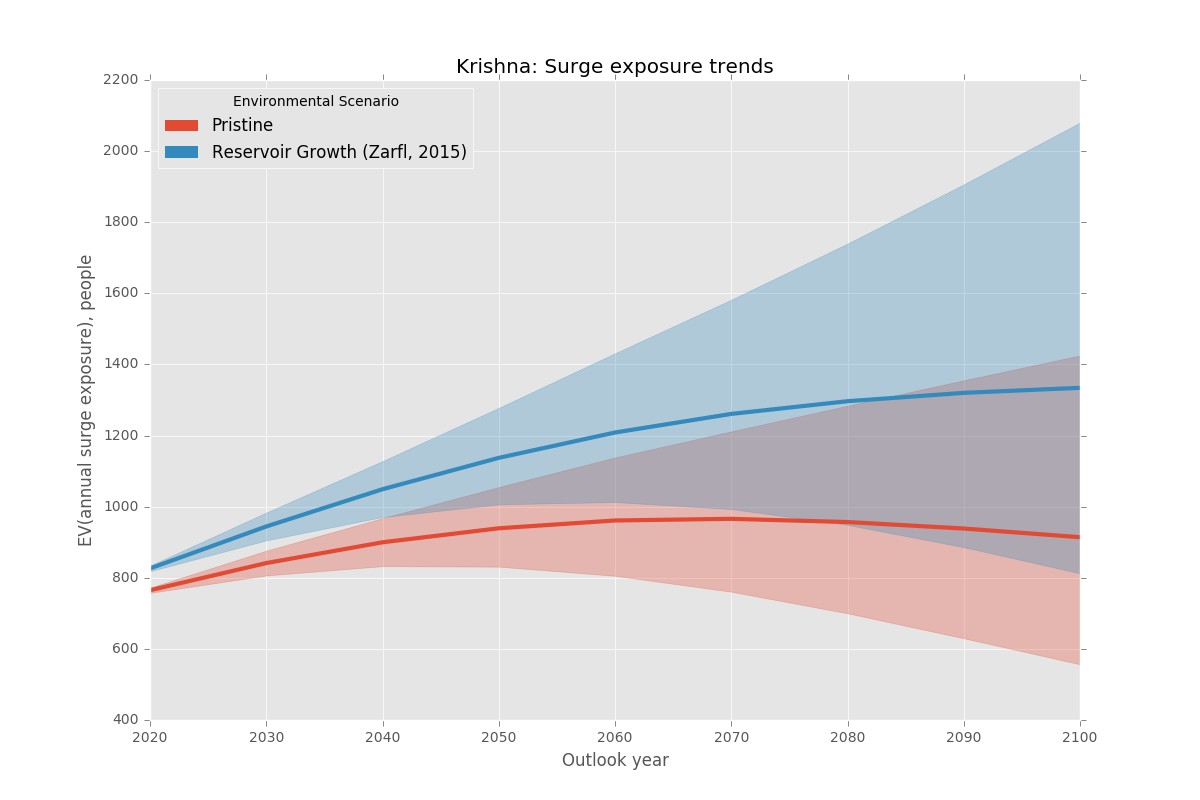 Krishna: Surge exposure trends
Environmental Scenario
Pristine
Reservoir Growth (Zarfl, 2015)
EV(annual surge exposure), people
2200
2000
1800
1600
1400
1200
1000
800
600
400
2020 2030 2040 2050 2060 2070 2080 2090 2100
Outlook year